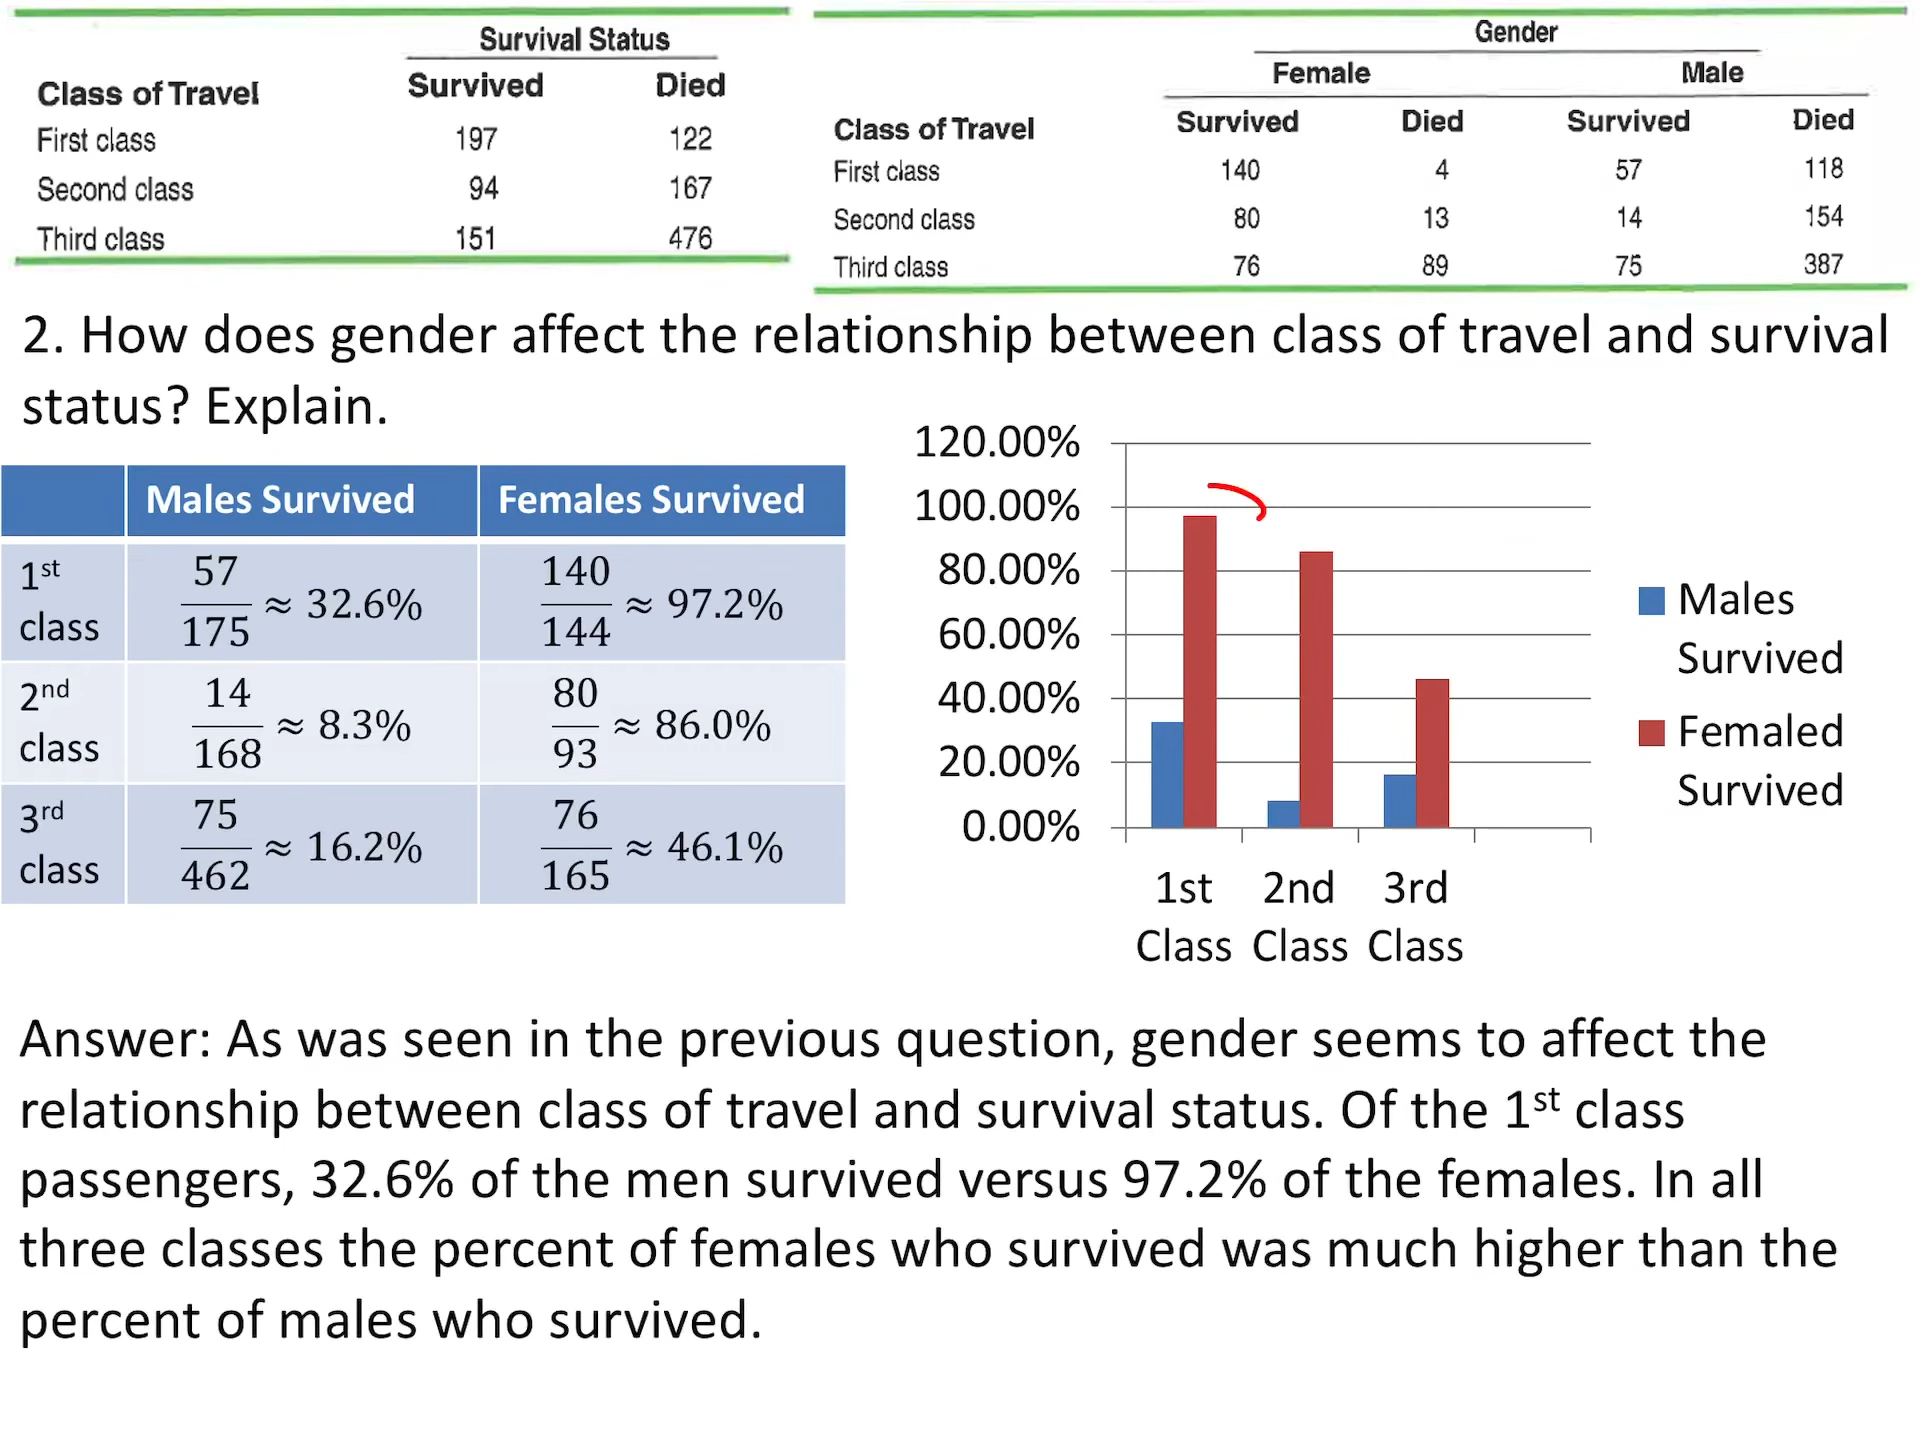 Survival Status
Class of Travel Survived Died
First class 197 122
Second class 94 167
Third class 151 476
Gender
Female Male
Class of Travel Survived Died Survived Died
First class 140 4 57 118
Second class 80 13 14 154
Third class 76 89 75 387
2. How does gender affect the relationship between class of travel and survival
status? Explain.
Males Survived Females Survived
1st class 57/175 ≈ 32.6% 140/144 ≈ 97.2%
2nd class 14/168 ≈ 8.3% 80/93 ≈ 86.0%
3rd class 75/462 ≈ 16.2% 76/165 ≈ 46.1%
120.00%
100.00%
80.00%
60.00%
40.00%
20.00%
0.00%
1st Class 2nd Class 3rd Class
Males
Survived
Femaled
Survived
Answer: As was seen in the previous question, gender seems to affect the
relationship between class of travel and survival status. Of the 1st class
passengers, 32.6% of the men survived versus 97.2% of the females. In all
three classes the percent of females who survived was much higher than the
percent of males who survived.